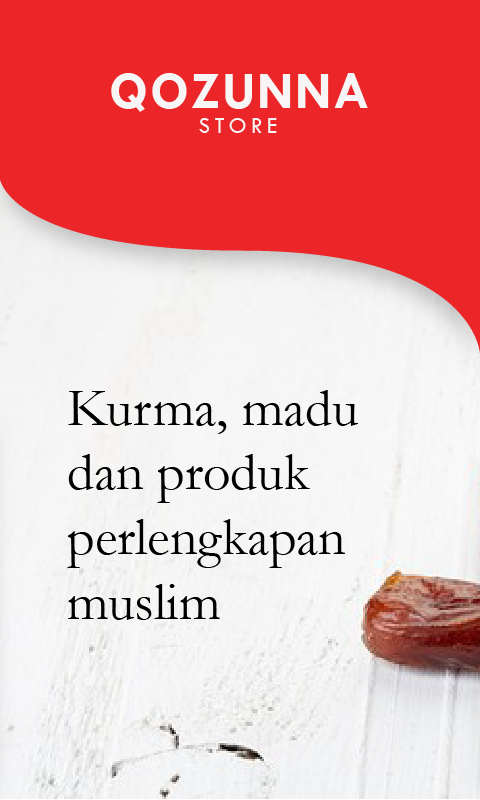 QOZUNNA
STORE
Kurma, madu
dan produk
perlengkapan
muslim